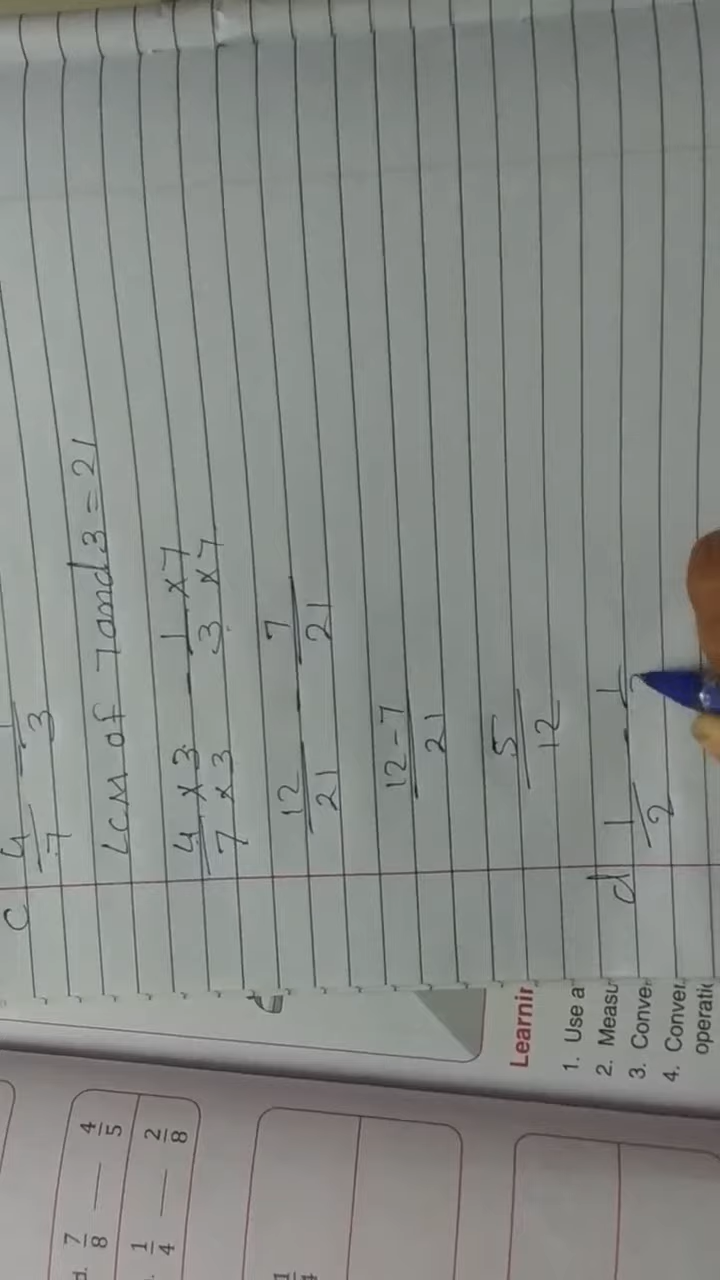 c 4/7 - 1/3
LCM of 7 and 3 = 21
4 x 3 / 7 x 3 - 1 x 7 / 3 x 7
12/21 - 7/21
12 - 7 / 21
5/12
d 1/2 - 1
Learnin
1. Use a
2. Measu
3. Conve
4. Conver
operati
d. 7/8 — 4/5
1/4 — 2/8